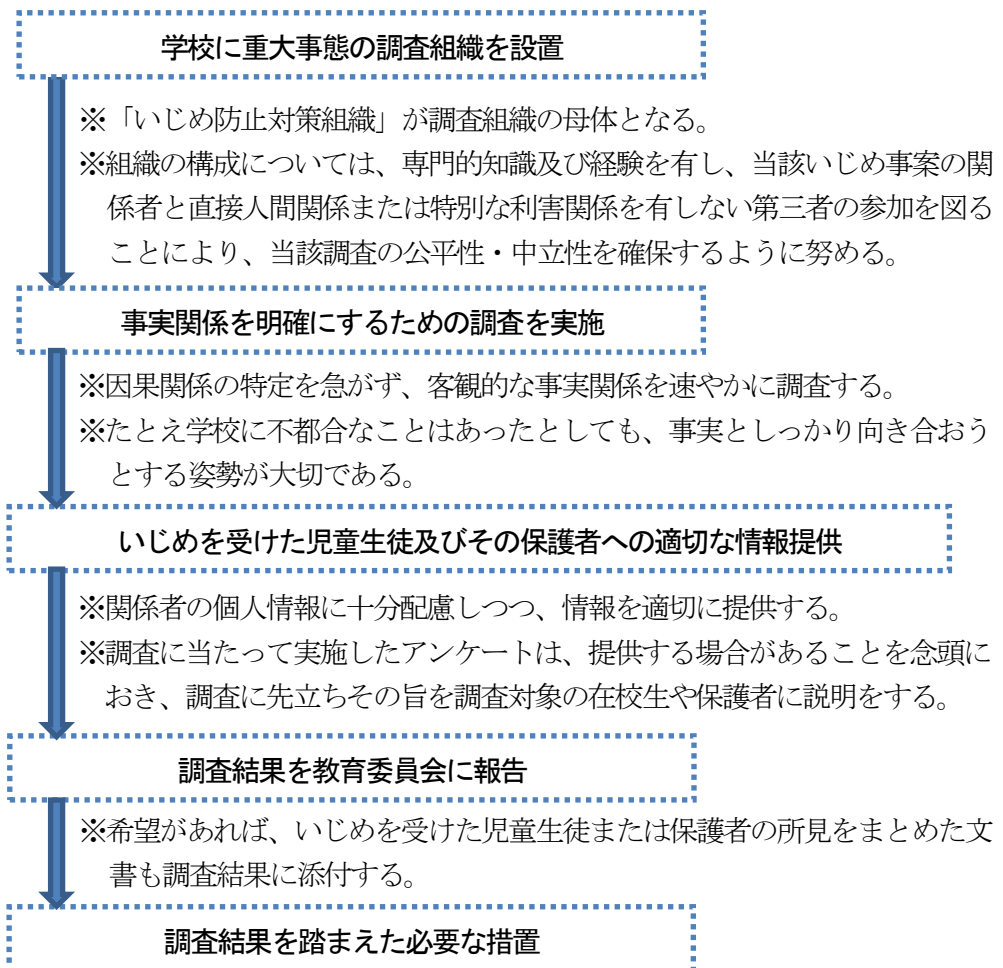 学校に重大事態の調査組織を設置
※「いじめ防止対策組織」が調査組織の母体となる。
※組織の構成については、専門的知識及び経験を有し、当該いじめ事案の関
係者と直接人間関係または特別な利害関係を有しない第三者の参加を図る
ことにより、当該調査の公平性・中立性を確保するように努める。
事実関係を明確にするための調査を実施
※因果関係の特定を急がず、客観的な事実関係を速やかに調査する。
※たとえ学校に不都合なことはあったとしても、事実としっかり向き合おう
とする姿勢が大切である。
いじめを受けた児童生徒及びその保護者への適切な情報提供
※関係者の個人情報に十分配慮しつつ、情報を適切に提供する。
※調査に当たって実施したアンケートは、提供する場合があることを念頭に
おき、調査に先立ちその旨を調査対象の在校生や保護者に説明をする。
調査結果を教育委員会に報告
※希望があれば、いじめを受けた児童生徒または保護者の所見をまとめた文
書も調査結果に添付する。
調査結果を踏まえた必要な措置